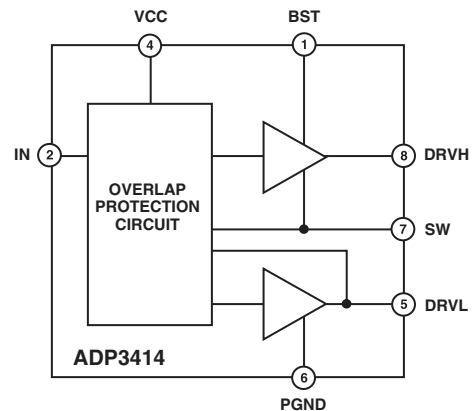 VCC
BST
4
1
IN
2
8
DRVH
OVERLAP
PROTECTION
CIRCUIT
7
SW
5
DRVL
ADP3414
6
PGND